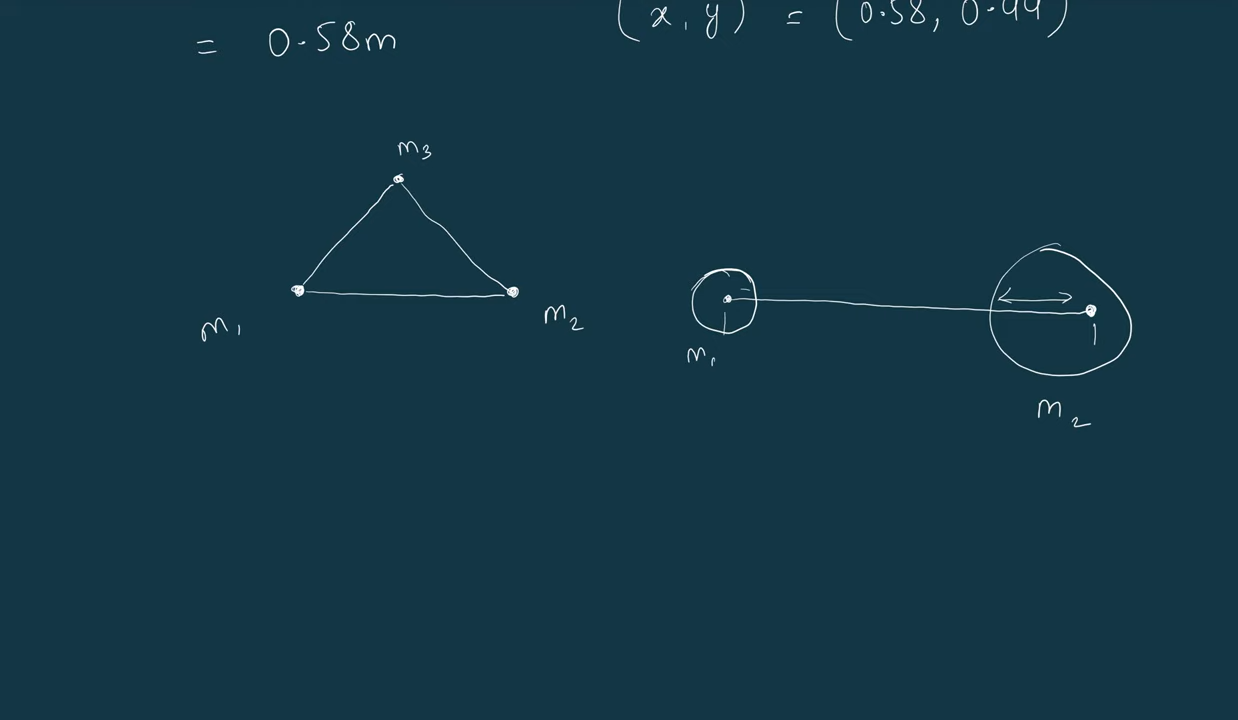 (x, y) = (0.58, 0.44)
= 0.58m
m₃
m₁
m₂
m₁
m₂